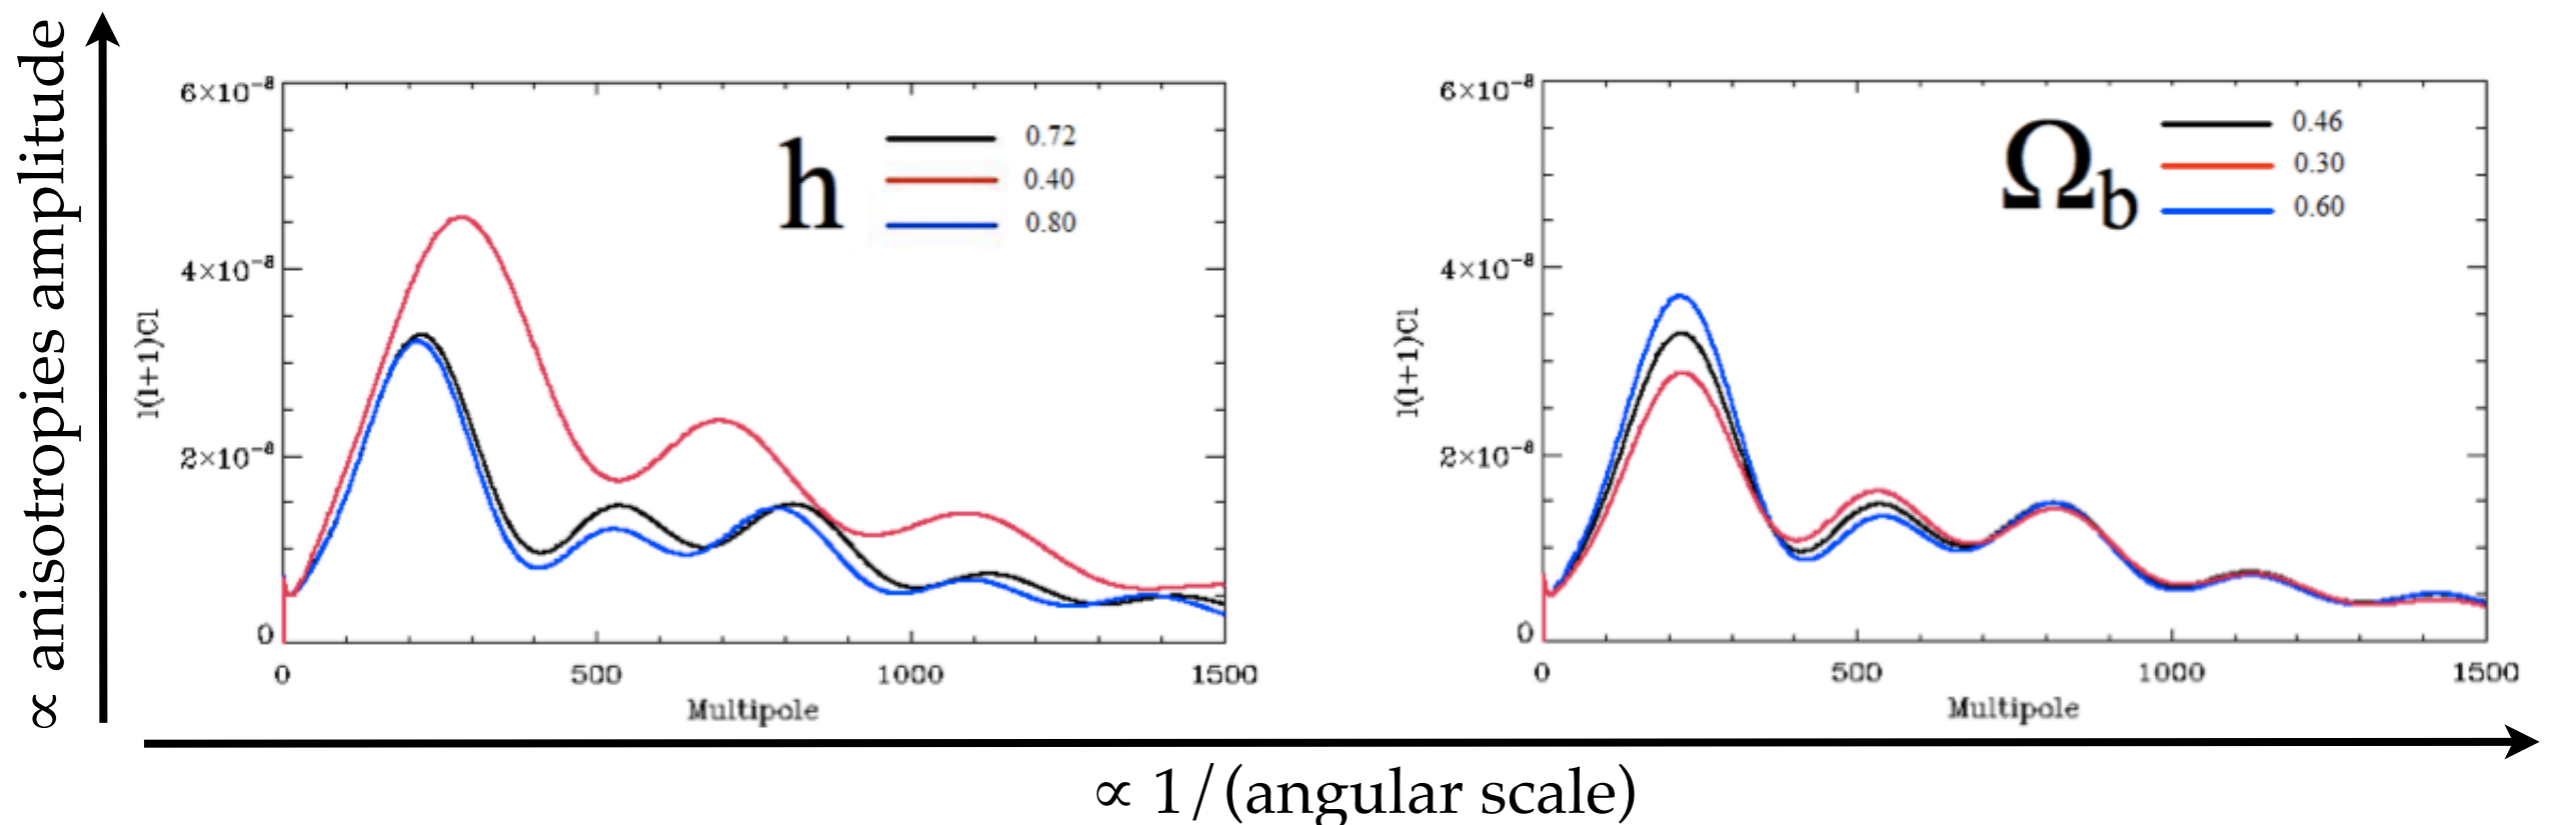 ∝ anisotropies amplitude
6×10⁻⁸
4×10⁻⁸
2×10⁻⁸
0
l(l+1)Cl
h
0.72
0.40
0.80
0
500
1000
1500
Multipole
6×10⁻⁸
4×10⁻⁸
2×10⁻⁸
0
l(l+1)Cl
Ωb
0.46
0.30
0.60
0
500
1000
1500
Multipole
∝ 1/(angular scale)